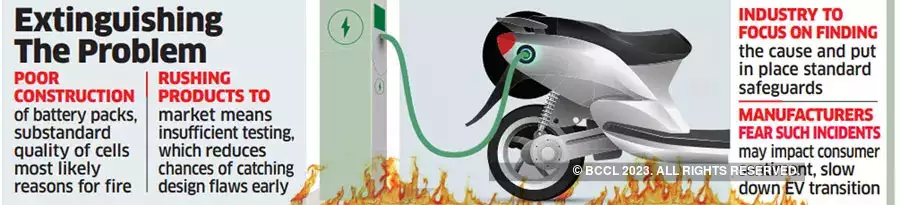 Extinguishing
The Problem
POOR
CONSTRUCTION
of battery packs,
substandard
quality of cells
most likely
reasons for fire
RUSHING
PRODUCTS TO
market means
insufficient testing,
which reduces
chances of catching
design flaws early
INDUSTRY TO
FOCUS ON FINDING
the cause and put
in place standard
safeguards
MANUFACTURERS
FEAR SUCH INCIDENTS
may impact consumer
sentiment, slow
down EV transition
© BCCL 2023. ALL RIGHTS RESERVED.